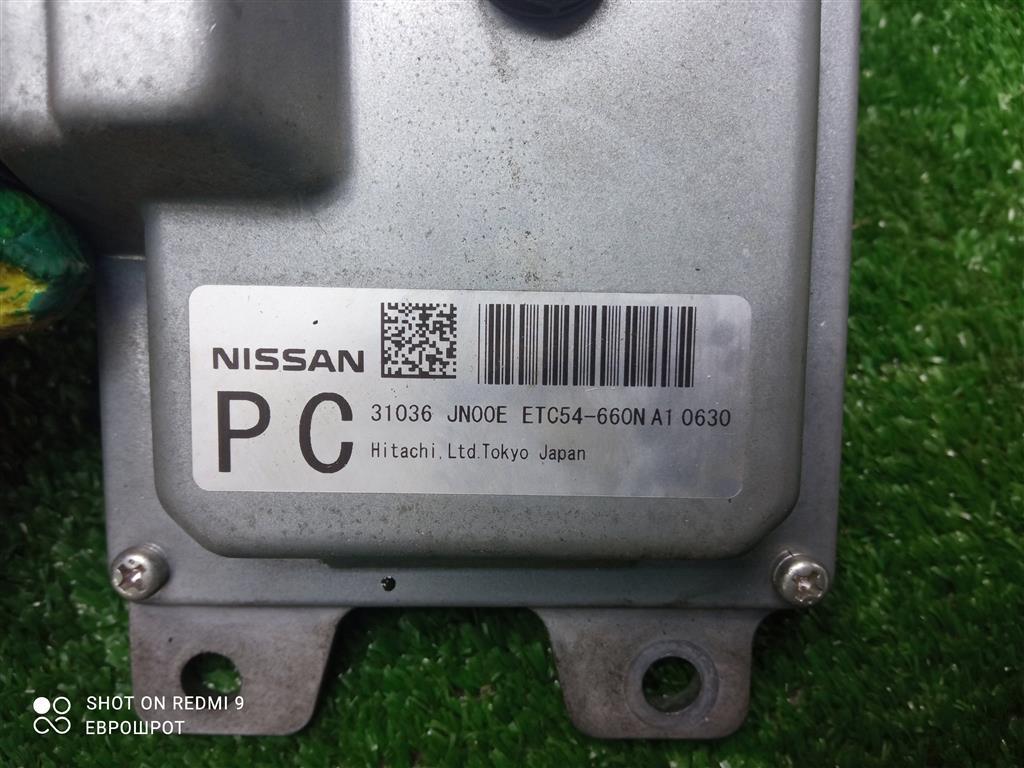 NISSAN
PC 31036 JN00E ETC54-660N A1 0630
Hitachi, Ltd. Tokyo Japan
SHOT ON REDMI 9
ЕВРОШРОТ